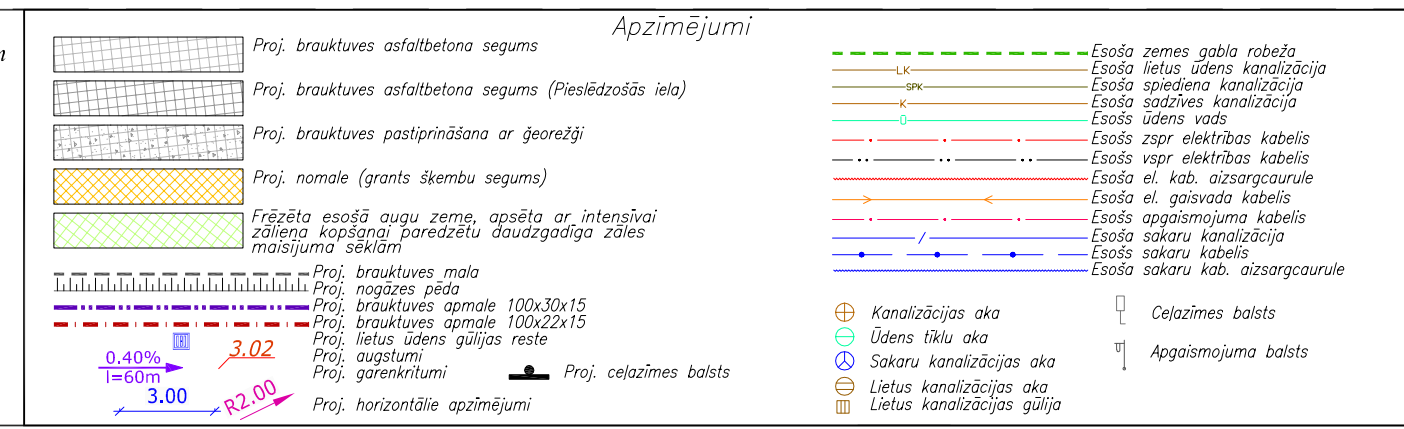 Apzīmējumi
Proj. brauktuves asfaltbetona segums
Proj. brauktuves asfaltbetona segums (Pieslēdzošās iela)
Proj. brauktuves pastiprināšana ar ģeorežģi
Proj. nomale (grants šķembu segums)
Frēzēta esošā augu zeme, apsēta ar intensīvai
zāliena kopšanai paredzētu daudzgadīga zāles
maisījuma sēklām
Proj. brauktuves mala
Proj. nogāzes pēda
Proj. brauktuves apmale 100x30x15
Proj. brauktuves apmale 100x22x15
Proj. lietus ūdens gūlijas reste
3.02
Proj. augstumi
0.40%
l=60m
Proj. garenkritumi
Proj. ceļazīmes balsts
3.00
R2.00
Proj. horizontālie apzīmējumi
Esoša zemes gabla robeža
LK
Esoša lietus ūdens kanalizācija
SPK
Esoša spiediena kanalizācija
K
Esoša sadzīves kanalizācija
Esošs ūdens vads
Esošs zspr elektrības kabelis
Esošs vspr elektrības kabelis
Esoša el. kab. aizsargcaurule
Esoša el. gaisvada kabelis
Esošs apgaismojuma kabelis
Esoša sakaru kanalizācija
Esošs sakaru kabelis
Esoša sakaru kab. aizsargcaurule
Kanalizācijas aka
Ūdens tīklu aka
Sakaru kanalizācijas aka
Lietus kanalizācijas aka
Lietus kanalizācijas gūlija
Ceļazīmes balsts
Apgaismojuma balsts